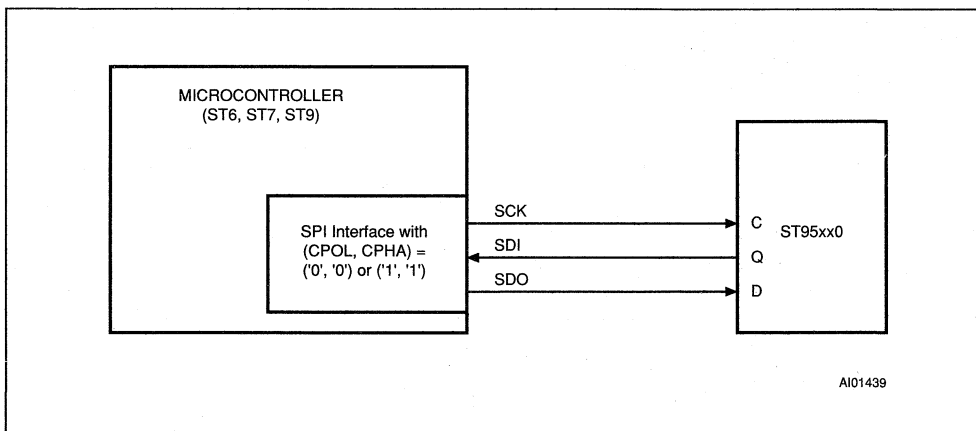 MICROCONTROLLER
(ST6, ST7, ST9)
SPI Interface with
(CPOL, CPHA) =
('0', '0') or ('1', '1')
SCK
SDI
SDO
C
Q
D
ST95xx0
AI01439